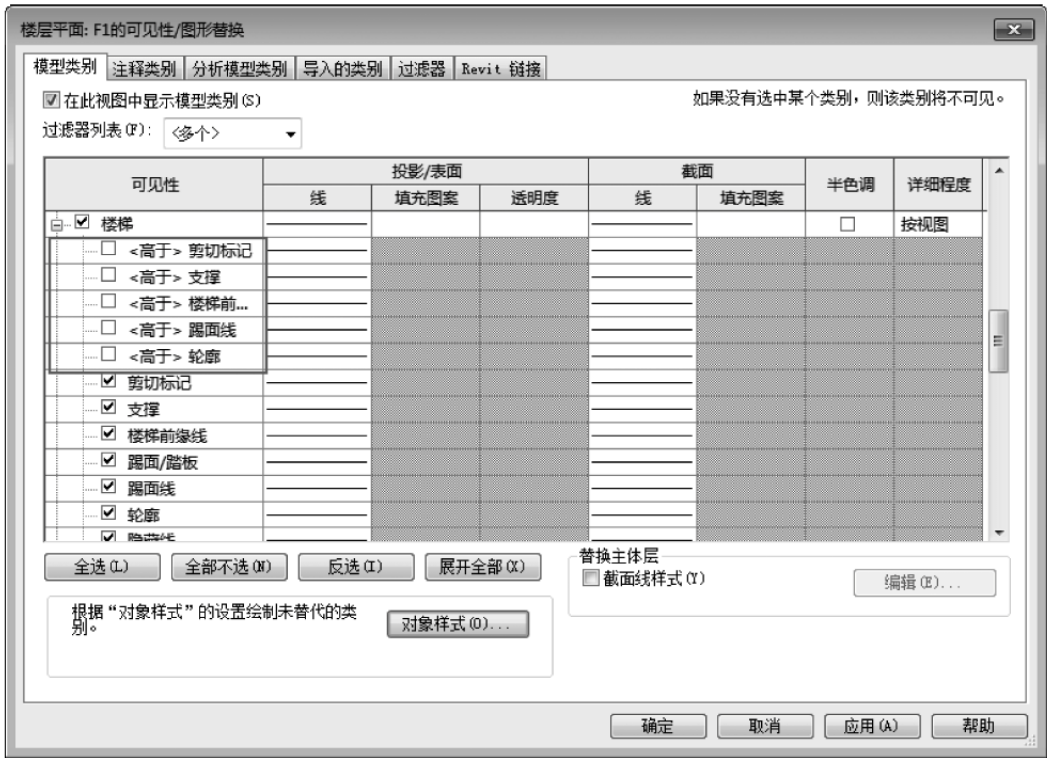 楼层平面: F1的可见性/图形替换
模型类别 注释类别 分析模型类别 导入的类别 过滤器 Revit 链接
在此视图中显示模型类别(S) 如果没有选中某个类别，则该类别将不可见。
过滤器列表(F): <多个>
可见性 投影/表面 截面 半色调 详细程度
线 填充图案 透明度 线 填充图案
楼梯 按视图
<高于> 剪切标记
<高于> 支撑
<高于> 楼梯前...
<高于> 踢面线
<高于> 轮廓
剪切标记
支撑
楼梯前缘线
踢面/踏板
踢面线
轮廓
隐藏线
全选(L) 全部不选(N) 反选(I) 展开全部(X)
替换主体层
截面线样式(Y) 编辑(E)...
根据“对象样式”的设置绘制未替代的类
别。
对象样式(O)...
确定 取消 应用(A) 帮助